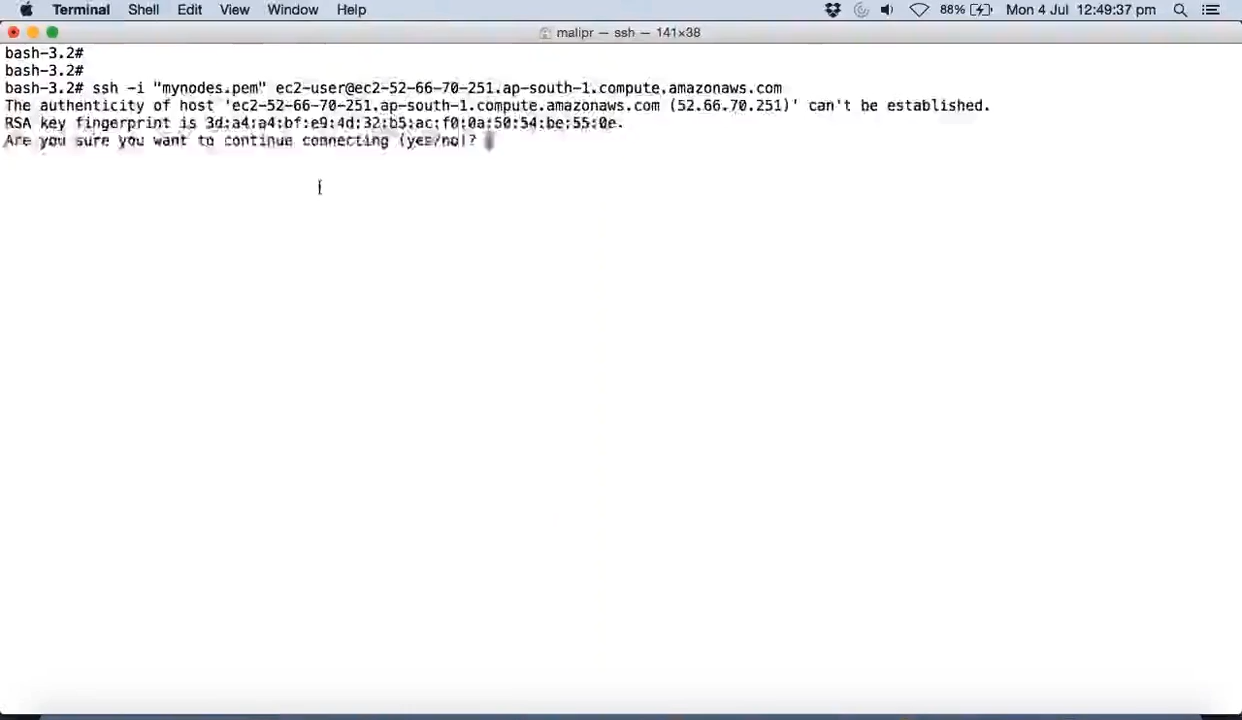 Terminal Shell Edit View Window Help 88% Mon 4 Jul 12:49:37 pm
malipr — ssh — 141×38
bash-3.2#
bash-3.2#
bash-3.2# ssh -i "mynodes.pem" ec2-user@ec2-52-66-70-251.ap-south-1.compute.amazonaws.com
The authenticity of host 'ec2-52-66-70-251.ap-south-1.compute.amazonaws.com (52.66.70.251)' can't be established.
RSA key fingerprint is 3d:a4:a4:bf:e9:4d:32:b5:ac:f0:0a:50:54:be:55:0e.
Are you sure you want to continue connecting (yes/no)?